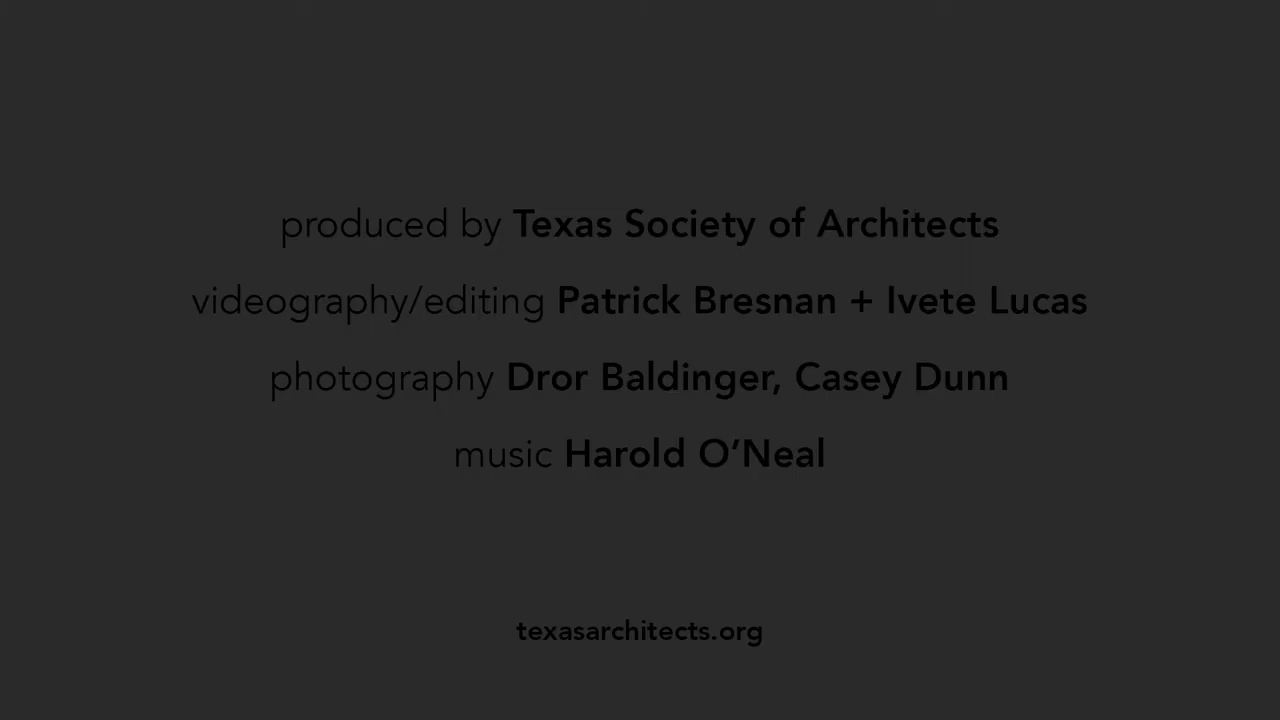 produced by Texas Society of Architects
videography/editing Patrick Bresnan + Ivete Lucas
photography Dror Baldinger, Casey Dunn
music Harold O’Neal
texasarchitects.org